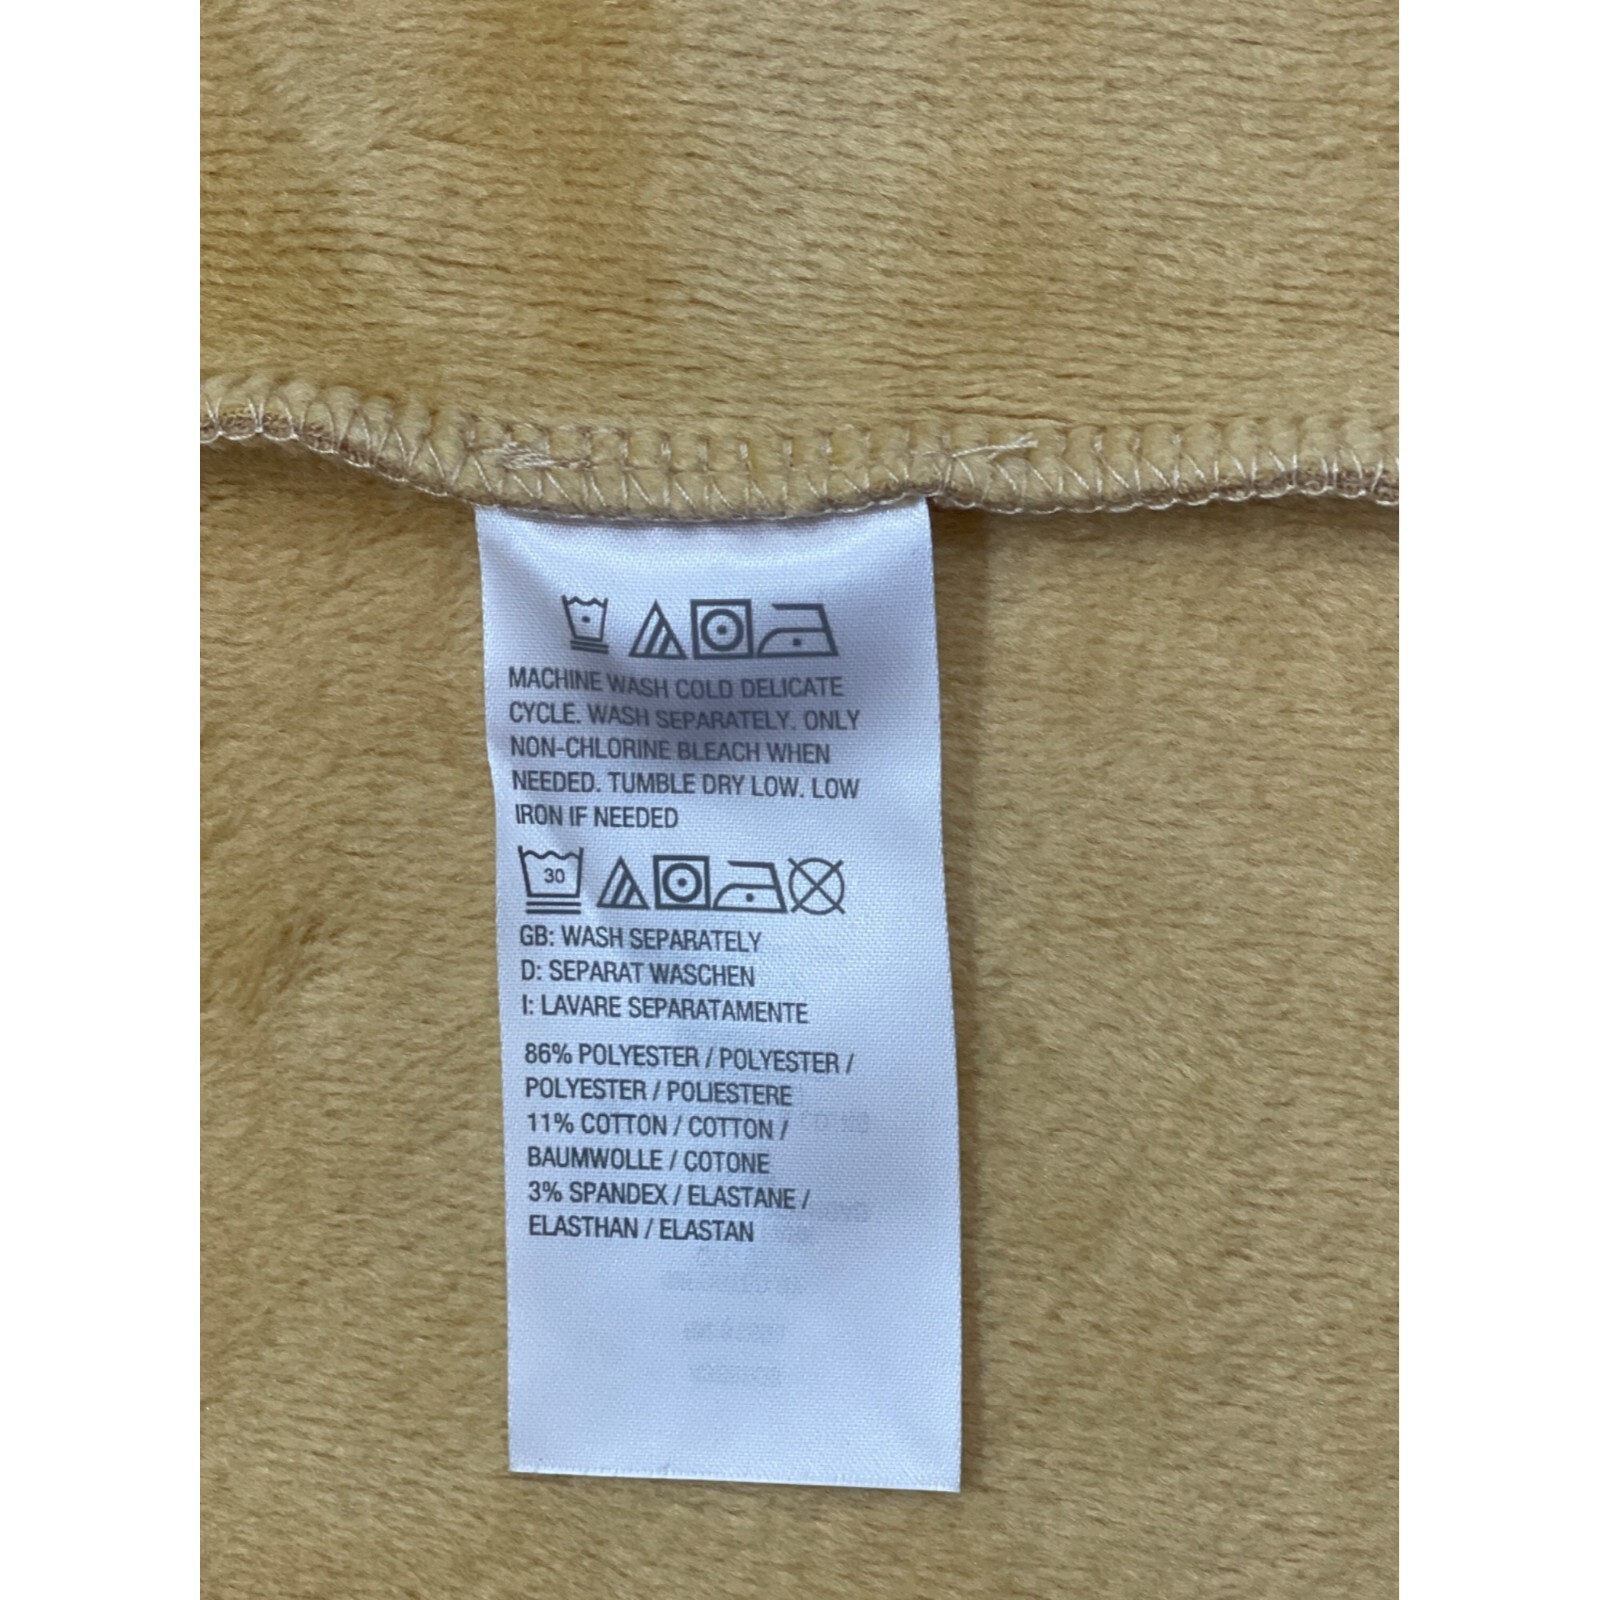 MACHINE WASH COLD DELICATE
CYCLE. WASH SEPARATELY. ONLY
NON-CHLORINE BLEACH WHEN
NEEDED. TUMBLE DRY LOW. LOW
IRON IF NEEDED
30
GB: WASH SEPARATELY
D: SEPARAT WASCHEN
I: LAVARE SEPARATAMENTE
86% POLYESTER / POLYESTER /
POLYESTER / POLIESTERE
11% COTTON / COTTON /
BAUMWOLLE / COTONE
3% SPANDEX / ELASTANE /
ELASTHAN / ELASTAN